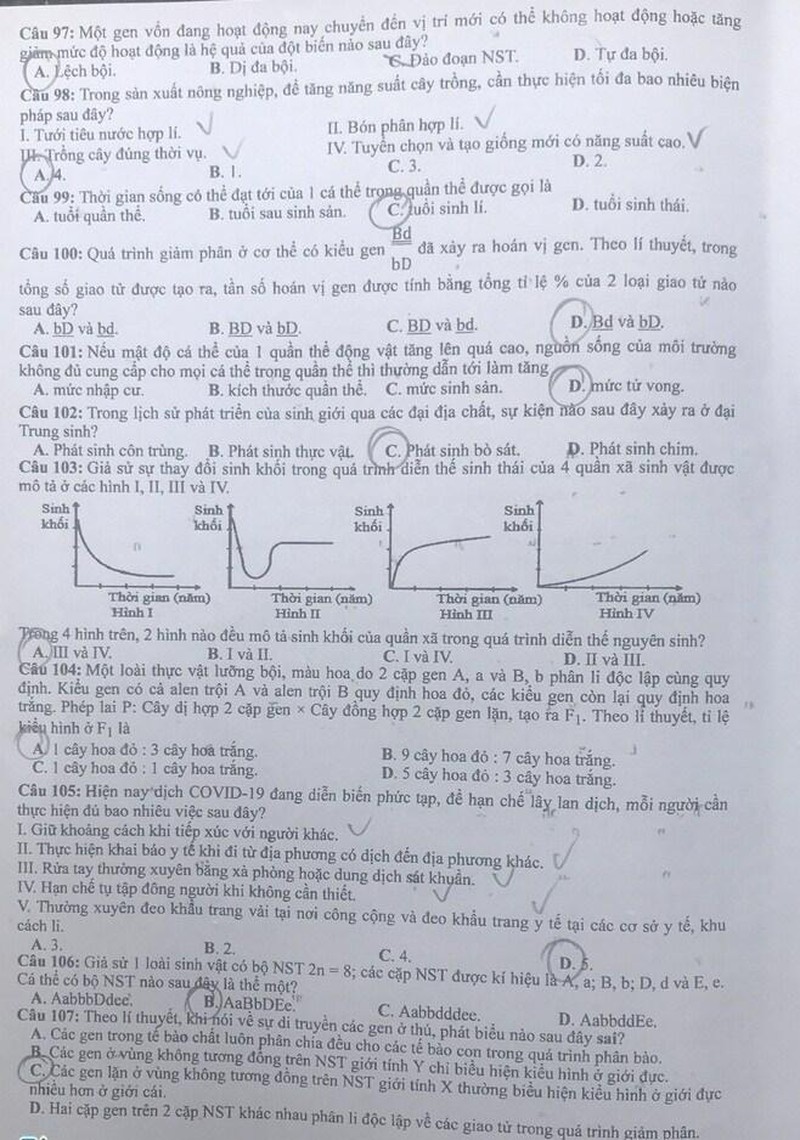 Câu 97: Một gen vốn đang hoạt động nay chuyển đến vị trí mới có thể không hoạt động hoặc tăng
giảm mức độ hoạt động là hệ quả của đột biến nào sau đây?
A. Lệch bội. B. Dị đa bội. C. Đảo đoạn NST. D. Tự đa bội.
Câu 98: Trong sản xuất nông nghiệp, để tăng năng suất cây trồng, cần thực hiện tối đa bao nhiêu biện
pháp sau đây?
I. Tưới tiêu nước hợp lí. II. Bón phân hợp lí.
III. Trồng cây đúng thời vụ. IV. Tuyển chọn và tạo giống mới có năng suất cao.
A. 4. B. 1. C. 3. D. 2.
Câu 99: Thời gian sống có thể đạt tới của 1 cá thể trong quần thể được gọi là
A. tuổi quần thể. B. tuổi sau sinh sản. C. tuổi sinh lí. D. tuổi sinh thái.
Câu 100: Quá trình giảm phân ở cơ thể có kiểu gen Bd/bD đã xảy ra hoán vị gen. Theo lí thuyết, trong
tổng số giao tử được tạo ra, tần số hoán vị gen được tính bằng tổng tỉ lệ % của 2 loại giao tử nào
sau đây?
A. bD và bd. B. BD và bD. C. BD và bd. D. Bd và bD.
Câu 101: Nếu mật độ cá thể của 1 quần thể động vật tăng lên quá cao, nguồn sống của môi trường
không đủ cung cấp cho mọi cá thể trong quần thể thì thường dẫn tới làm tăng
A. mức nhập cư. B. kích thước quần thể. C. mức sinh sản. D. mức tử vong.
Câu 102: Trong lịch sử phát triển của sinh giới qua các đại địa chất, sự kiện nào sau đây xảy ra ở đại
Trung sinh?
A. Phát sinh côn trùng. B. Phát sinh thực vật. C. Phát sinh bò sát. D. Phát sinh chim.
Câu 103: Giả sử sự thay đổi sinh khối trong quá trình diễn thế sinh thái của 4 quần xã sinh vật được
mô tả ở các hình I, II, III và IV.
Sinh Sinh Sinh Sinh
khối khối khối khối
Thời gian (năm) Thời gian (năm) Thời gian (năm) Thời gian (năm)
Hình I Hình II Hình III Hình IV
Trong 4 hình trên, 2 hình nào đều mô tả sinh khối của quần xã trong quá trình diễn thế nguyên sinh?
A. III và IV. B. I và II. C. I và IV. D. II và III.
Câu 104: Một loài thực vật lưỡng bội, màu hoa do 2 cặp gen A, a và B, b phân li độc lập cùng quy
định. Kiểu gen có cả alen trội A và alen trội B quy định hoa đỏ, các kiểu gen còn lại quy định hoa
trắng. Phép lai P: Cây dị hợp 2 cặp gen × Cây đồng hợp 2 cặp gen lặn, tạo ra F1. Theo lí thuyết, tỉ lệ
kiểu hình ở F1 là
A. 1 cây hoa đỏ : 3 cây hoa trắng. B. 9 cây hoa đỏ : 7 cây hoa trắng.
C. 1 cây hoa đỏ : 1 cây hoa trắng. D. 5 cây hoa đỏ : 3 cây hoa trắng.
Câu 105: Hiện nay dịch COVID-19 đang diễn biến phức tạp, để hạn chế lây lan dịch, mỗi người cần
thực hiện đủ bao nhiêu việc sau đây?
I. Giữ khoảng cách khi tiếp xúc với người khác.
II. Thực hiện khai báo y tế khi đi từ địa phương có dịch đến địa phương khác.
III. Rửa tay thường xuyên bằng xà phòng hoặc dung dịch sát khuẩn.
IV. Hạn chế tụ tập đông người khi không cần thiết.
V. Thường xuyên đeo khẩu trang vải tại nơi công cộng và đeo khẩu trang y tế tại các cơ sở y tế, khu
cách li.
A. 3. B. 2. C. 4. D. 5.
Câu 106: Giả sử 1 loài sinh vật có bộ NST 2n = 8; các cặp NST được kí hiệu là A, a; B, b; D, d và E, e.
Cá thể có bộ NST nào sau đây là thể một?
A. AabbbDdee. B. AaBbDEe. C. Aabbdddee. D. AabbddEe.
Câu 107: Theo lí thuyết, khi nói về sự di truyền các gen ở thú, phát biểu nào sau đây sai?
A. Các gen trong tế bào chất luôn phân chia đều cho các tế bào con trong quá trình phân bào.
B. Các gen ở vùng không tương đồng trên NST giới tính Y chỉ biểu hiện kiểu hình ở giới đực.
C. Các gen lặn ở vùng không tương đồng trên NST giới tính X thường biểu hiện kiểu hình ở giới đực
nhiều hơn ở giới cái.
D. Hai cặp gen trên 2 cặp NST khác nhau phân li độc lập về các giao tử trong quá trình giảm phân.